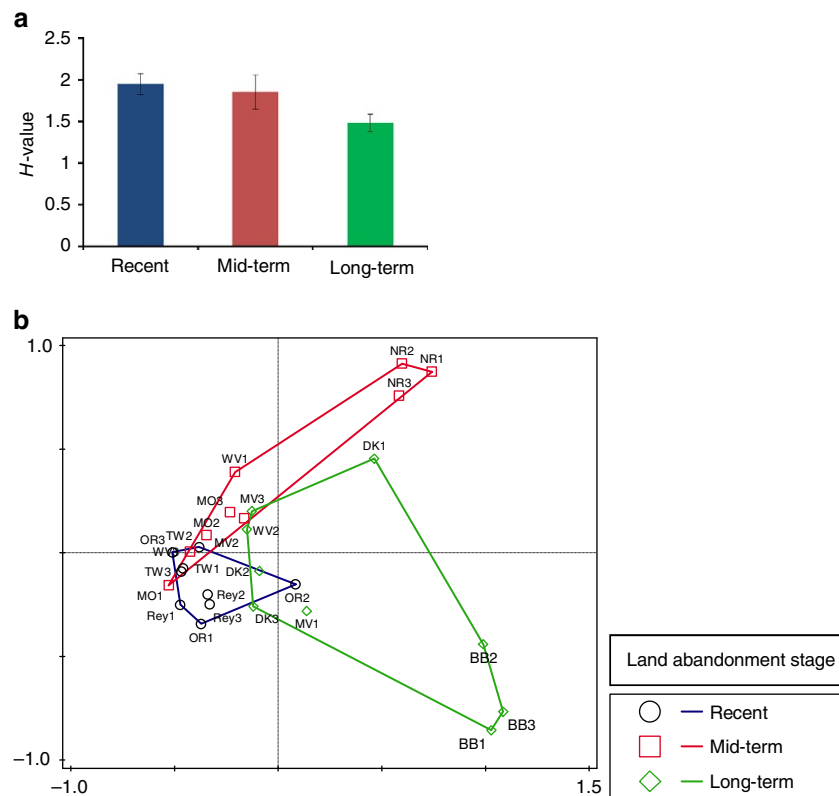 a
2.5
2
1.5
1
0.5
0
H-value
Recent Mid-term Long-term
b
1.0
NR2
NR1
NR3
DK1
WV1
MO3
MV3
MO2
WV2
OR3
TW2
MV2
TW3
TW1
DK2
MO1
Rey2
OR2
Rey1
Rey3
DK3
MV1
OR1
BB2
BB3
BB1
-1.0
-1.0 1.5
Land abandonment stage
Recent
Mid-term
Long-term